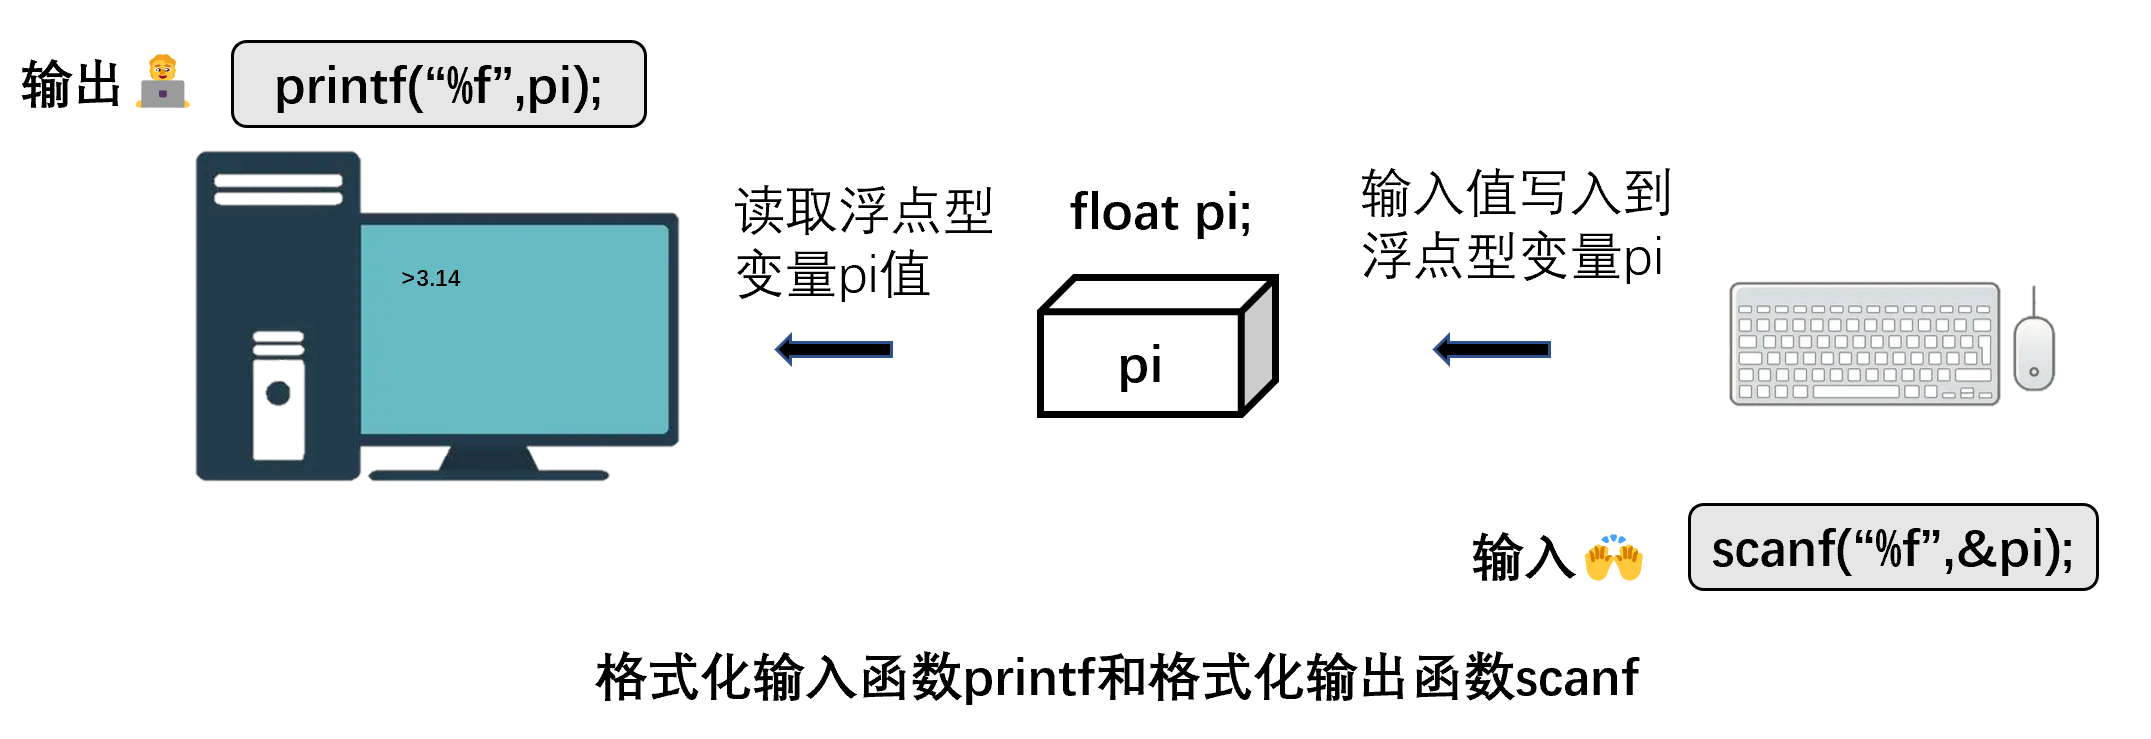 输出
printf(“%f”,pi);
>3.14
读取浮点型
变量pi值
float pi;
pi
输入值写入到
浮点型变量pi
输入
scanf(“%f”,&pi);
格式化输入函数printf和格式化输出函数scanf